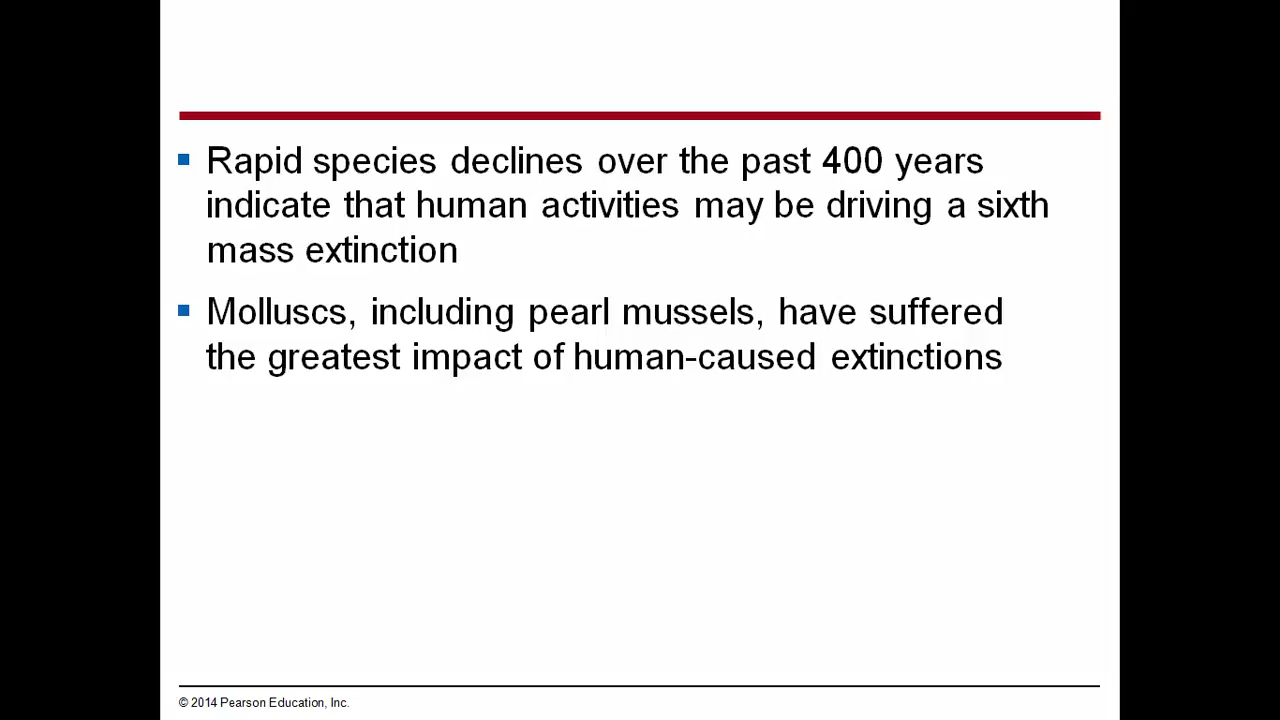 Rapid species declines over the past 400 years
indicate that human activities may be driving a sixth
mass extinction
Molluscs, including pearl mussels, have suffered
the greatest impact of human-caused extinctions
© 2014 Pearson Education, Inc.